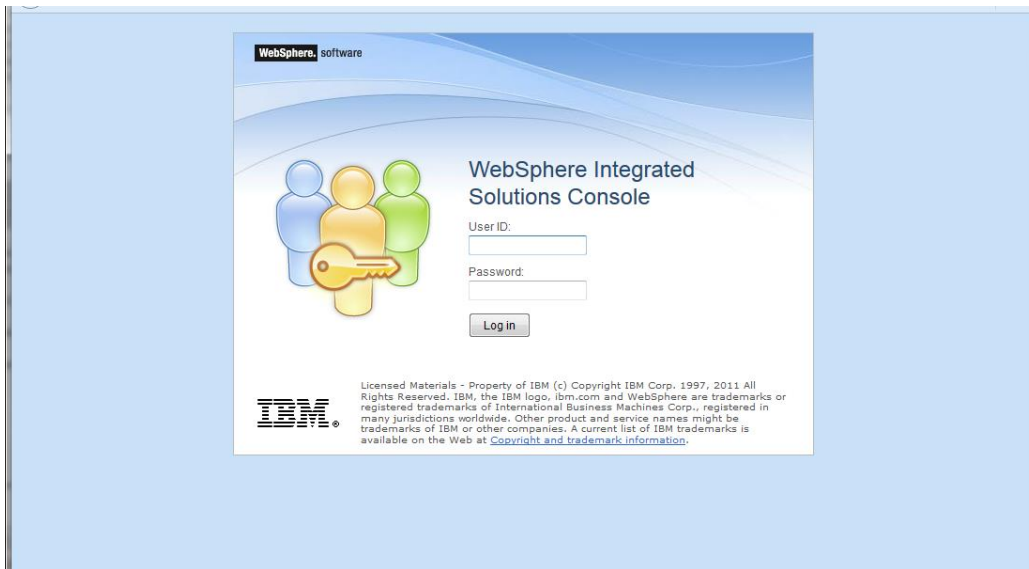 WebSphere. software
WebSphere Integrated
Solutions Console
User ID:
Password:
Log in
Licensed Materials - Property of IBM (c) Copyright IBM Corp. 1997, 2011 All
Rights Reserved. IBM, the IBM logo, ibm.com and WebSphere are trademarks or
registered trademarks of International Business Machines Corp., registered in
many jurisdictions worldwide. Other product and service names might be
trademarks of IBM or other companies. A current list of IBM trademarks is
available on the Web at Copyright and trademark information.
IBM®